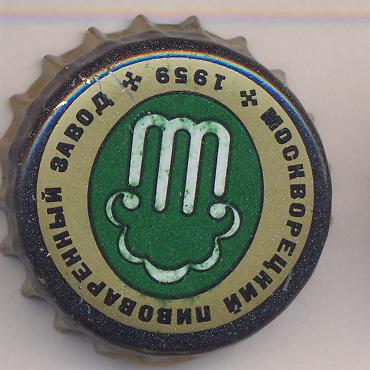 МОСКВОРЕЦКИЙ ПИВОВАРЕННЫЙ ЗАВОД
1959